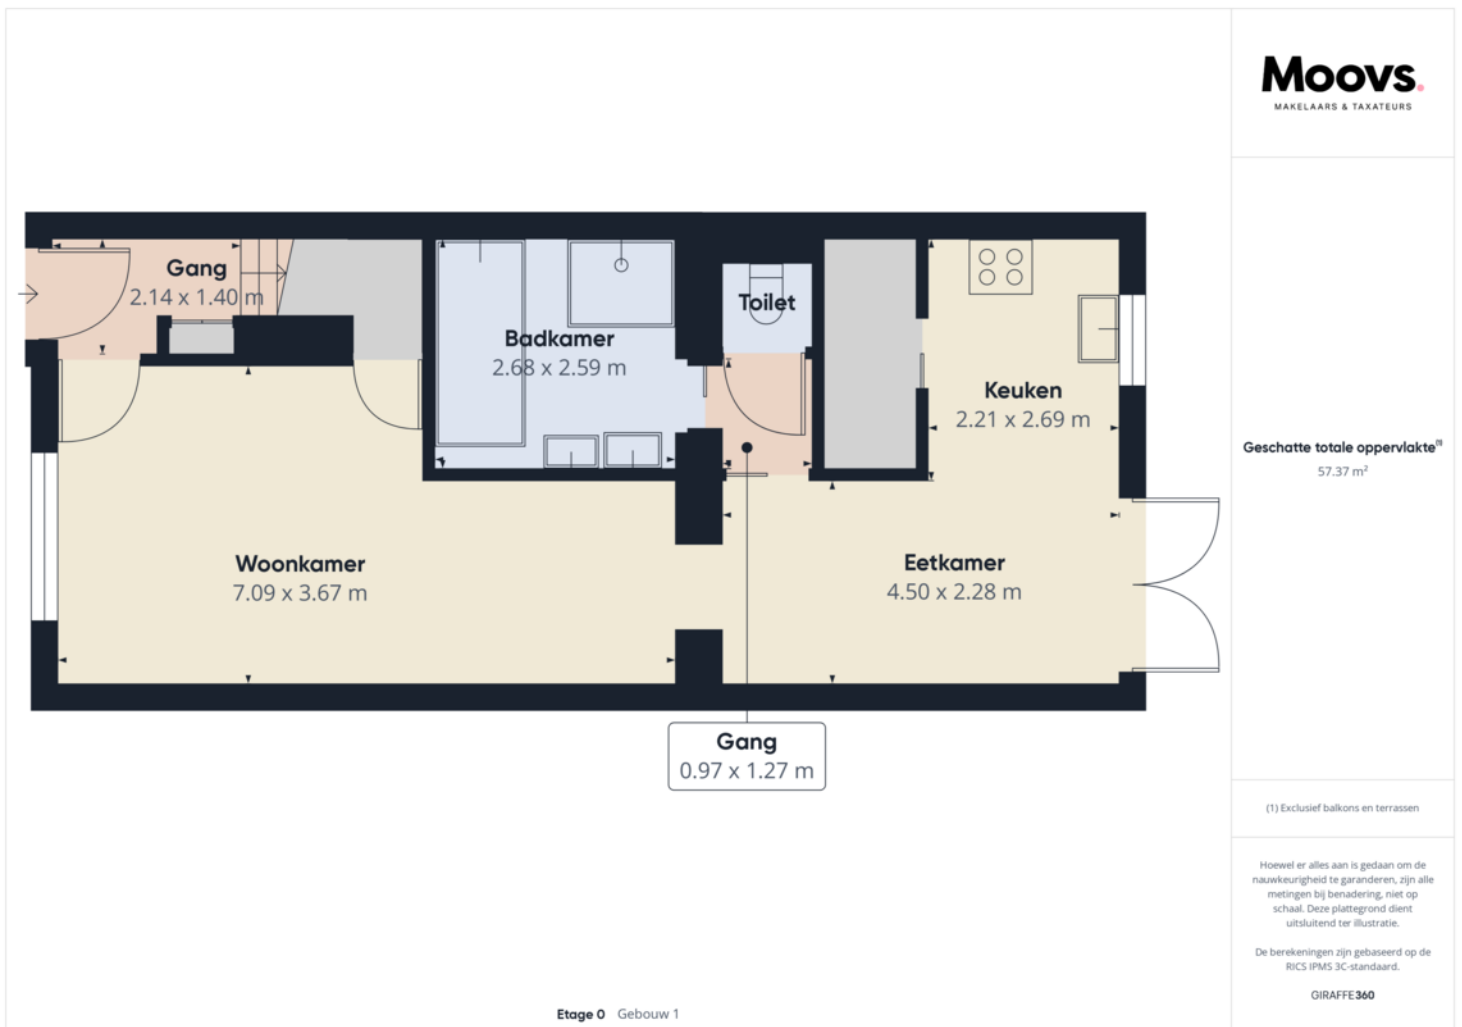 Moovs.
MAKELAARS & TAXATEURS
Gang
2.14 x 1.40 m
Badkamer
2.68 x 2.59 m
Toilet
Keuken
2.21 x 2.69 m
Woonkamer
7.09 x 3.67 m
Eetkamer
4.50 x 2.28 m
Gang
0.97 x 1.27 m
Geschatte totale oppervlakte(1)
57.37 m²
(1) Exclusief balkons en terrassen
Hoewel er alles aan is gedaan om de
nauwkeurigheid te garanderen, zijn alle
metingen bij benadering, niet op
schaal. Deze plattegrond dient
uitsluitend ter illustratie.
De berekeningen zijn gebaseerd op de
RICS IPMS 3C-standaard.
GIRAFFE360
Etage 0 Gebouw 1